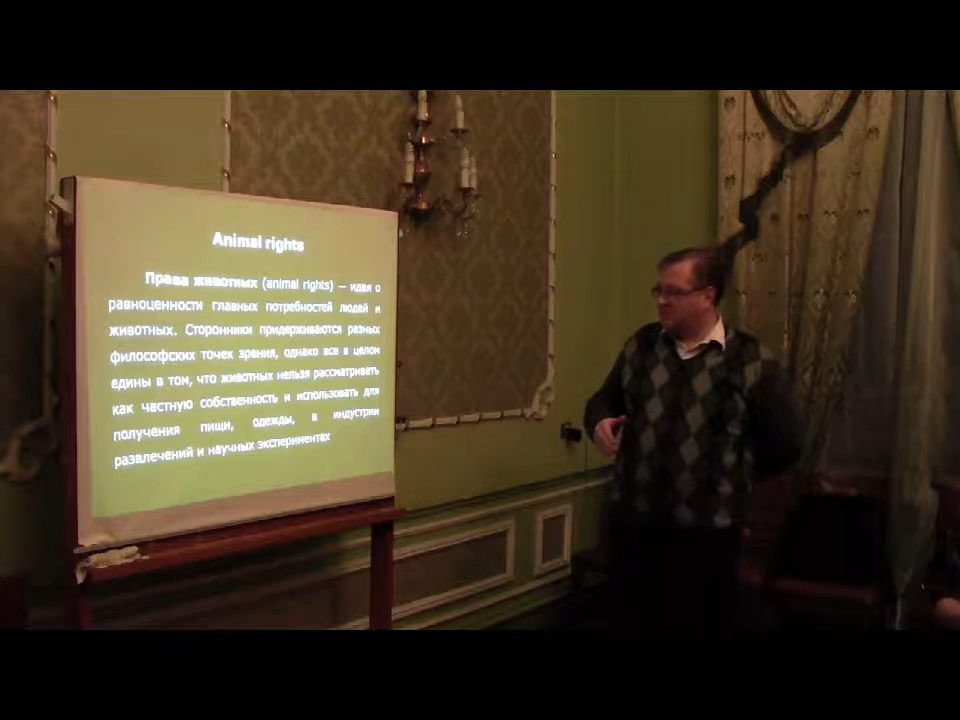 Animal rights
Права животных (animal rights) — идея о
равноценности главных потребностей людей и
животных. Сторонники придерживаются разных
философских точек зрения, однако все в целом
едины в том, что животных нельзя рассматривать
как частную собственность и использовать для
получения пищи, одежды, в индустрии
развлечений и научных экспериментах